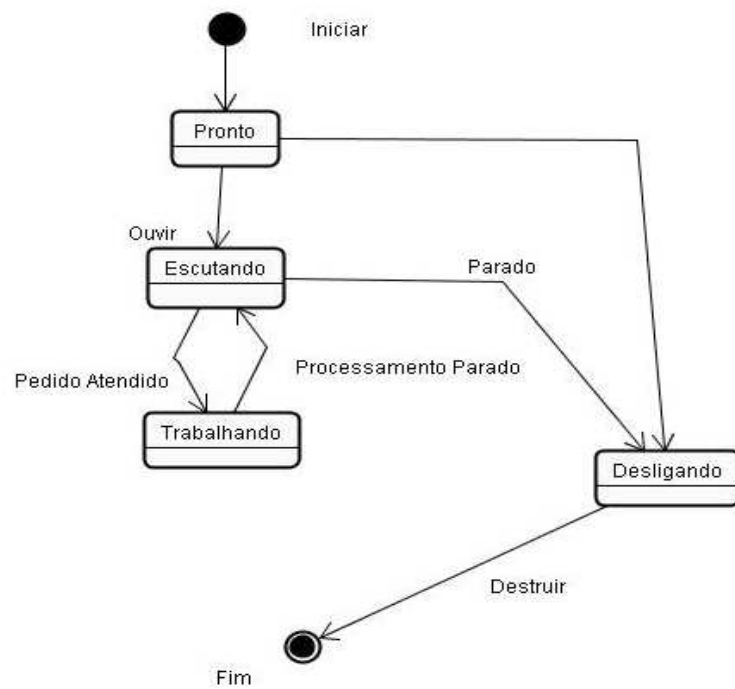 Iniciar
Pronto
Ouvir
Escutando
Parado
Pedido Atendido
Processamento Parado
Trabalhando
Desligando
Destruir
Fim